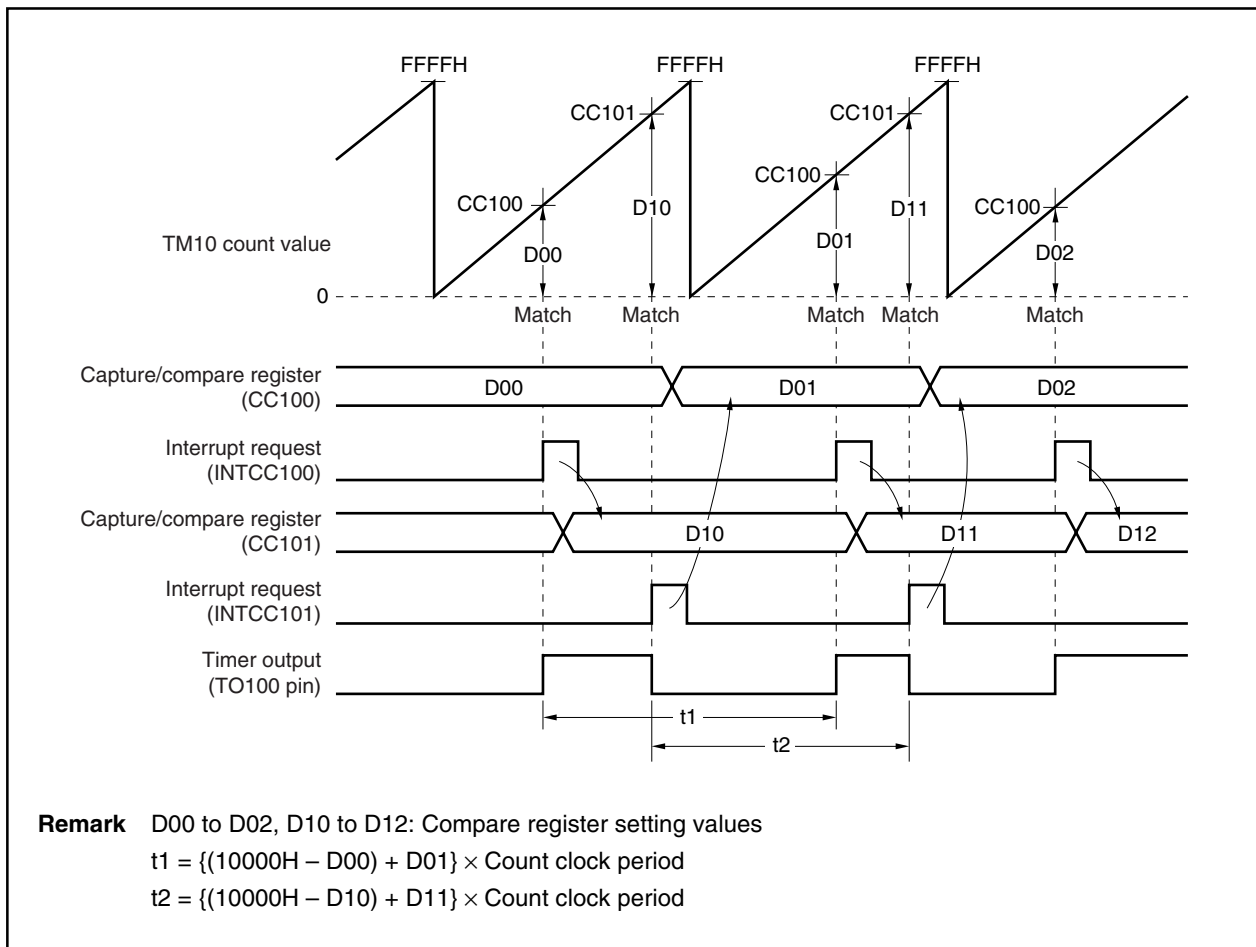 FFFFH FFFFH FFFFH
CC101 CC101
CC100
CC100 CC100
D10 D11
TM10 count value D00 D01 D02
0
Match Match Match Match Match
Capture/compare register
(CC100)
D00 D01 D02
Interrupt request
(INTCC100)
Capture/compare register
(CC101)
D10 D11 D12
Interrupt request
(INTCC101)
Timer output
(TO100 pin)
t1
t2
Remark D00 to D02, D10 to D12: Compare register setting values
t1 = {(10000H – D00) + D01} × Count clock period
t2 = {(10000H – D10) + D11} × Count clock period